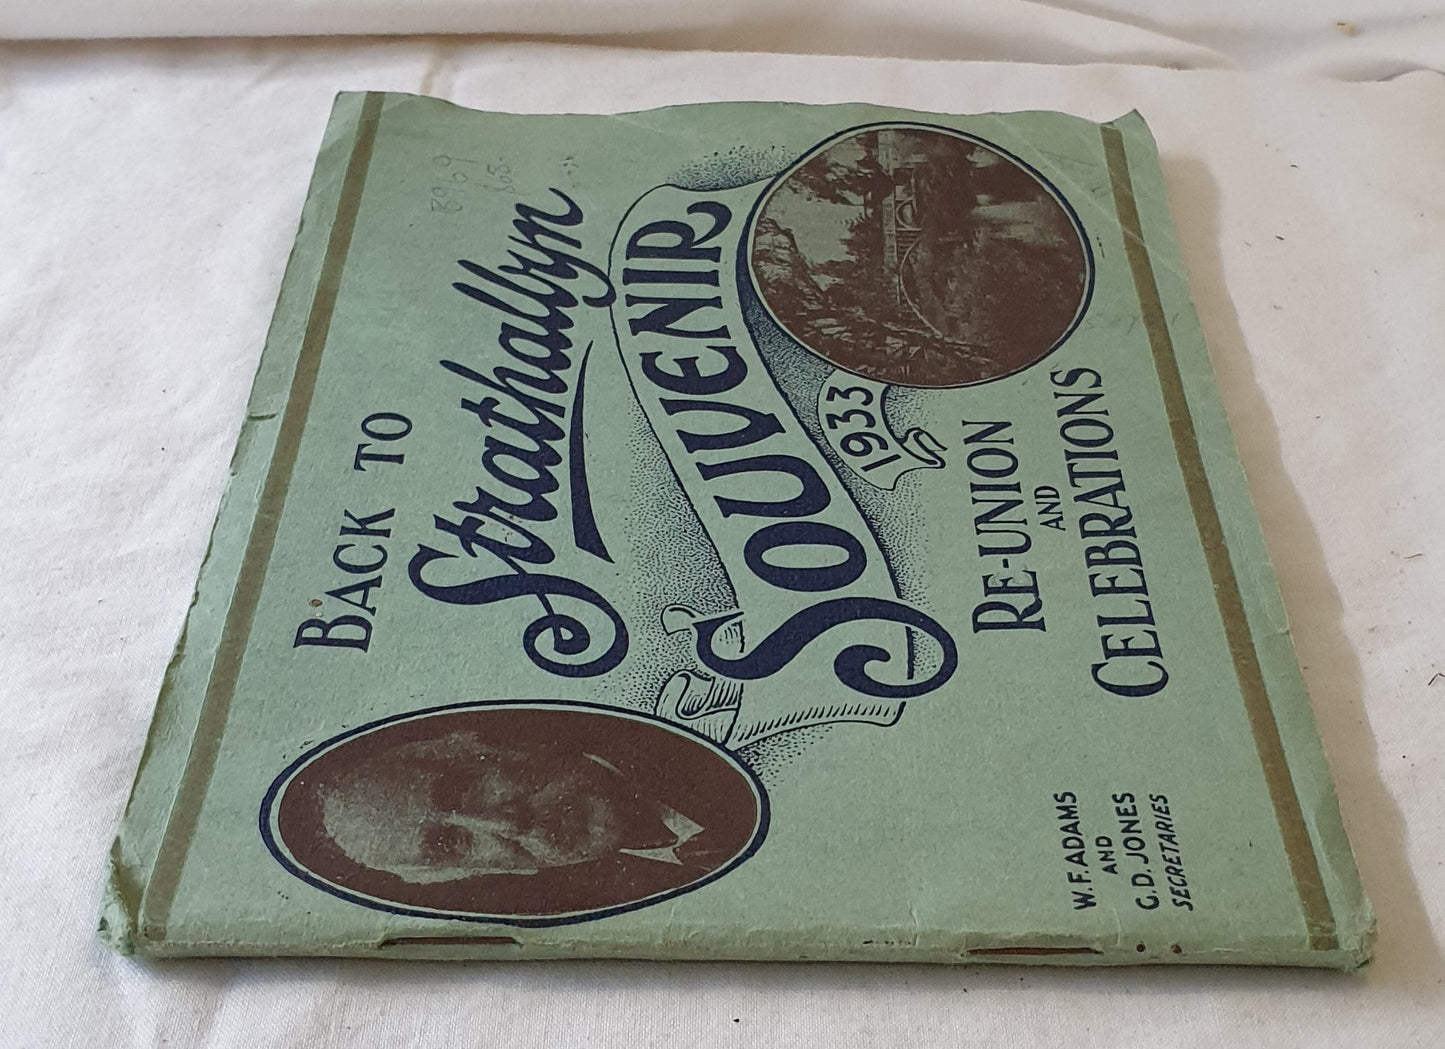 BACK TO
Strathalbyn
SOUVENIR
1933
RE-UNION
AND
CELEBRATIONS
W. F. ADAMS
AND
G. D. JONES
SECRETARIES